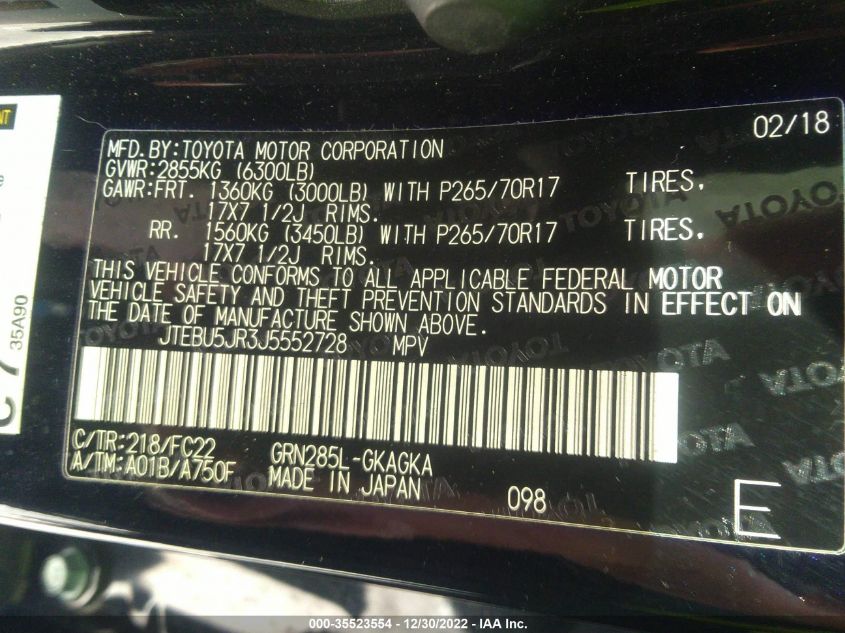 02/18
MFD. BY: TOYOTA MOTOR CORPORATION
GVWR: 2855KG (6300LB)
GAWR: FRT. 1360KG (3000LB) WITH P265/70R17 TIRES,
17X7 1/2J RIMS.
RR. 1560KG (3450LB) WITH P265/70R17 TIRES,
17X7 1/2J RIMS.
THIS VEHICLE CONFORMS TO ALL APPLICABLE FEDERAL MOTOR
VEHICLE SAFETY AND THEFT PREVENTION STANDARDS IN EFFECT ON
THE DATE OF MANUFACTURE SHOWN ABOVE.
JTEBU5JR3J5552728 MPV
C/TR: 218/FC22 GRN285L-GKAGKA
A/TM: A01B/A750F MADE IN JAPAN 098
E
35A90
TOYOTA
000-35523554 - 12/30/2022 - IAA Inc.